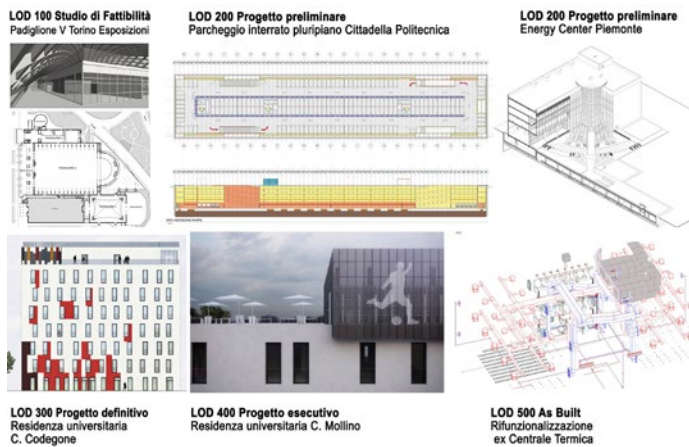 LOD 100 Studio di Fattibilità
Padiglione V Torino Esposizioni
LOD 200 Progetto preliminare
Parcheggio interrato pluripiano Cittadella Politecnica
LOD 200 Progetto preliminare
Energy Center Piemonte
LOD 300 Progetto definitivo
Residenza universitaria
C. Codegone
LOD 400 Progetto esecutivo
Residenza universitaria C. Mollino
LOD 500 As Built
Rifunzionalizzazione
ex Centrale Termica